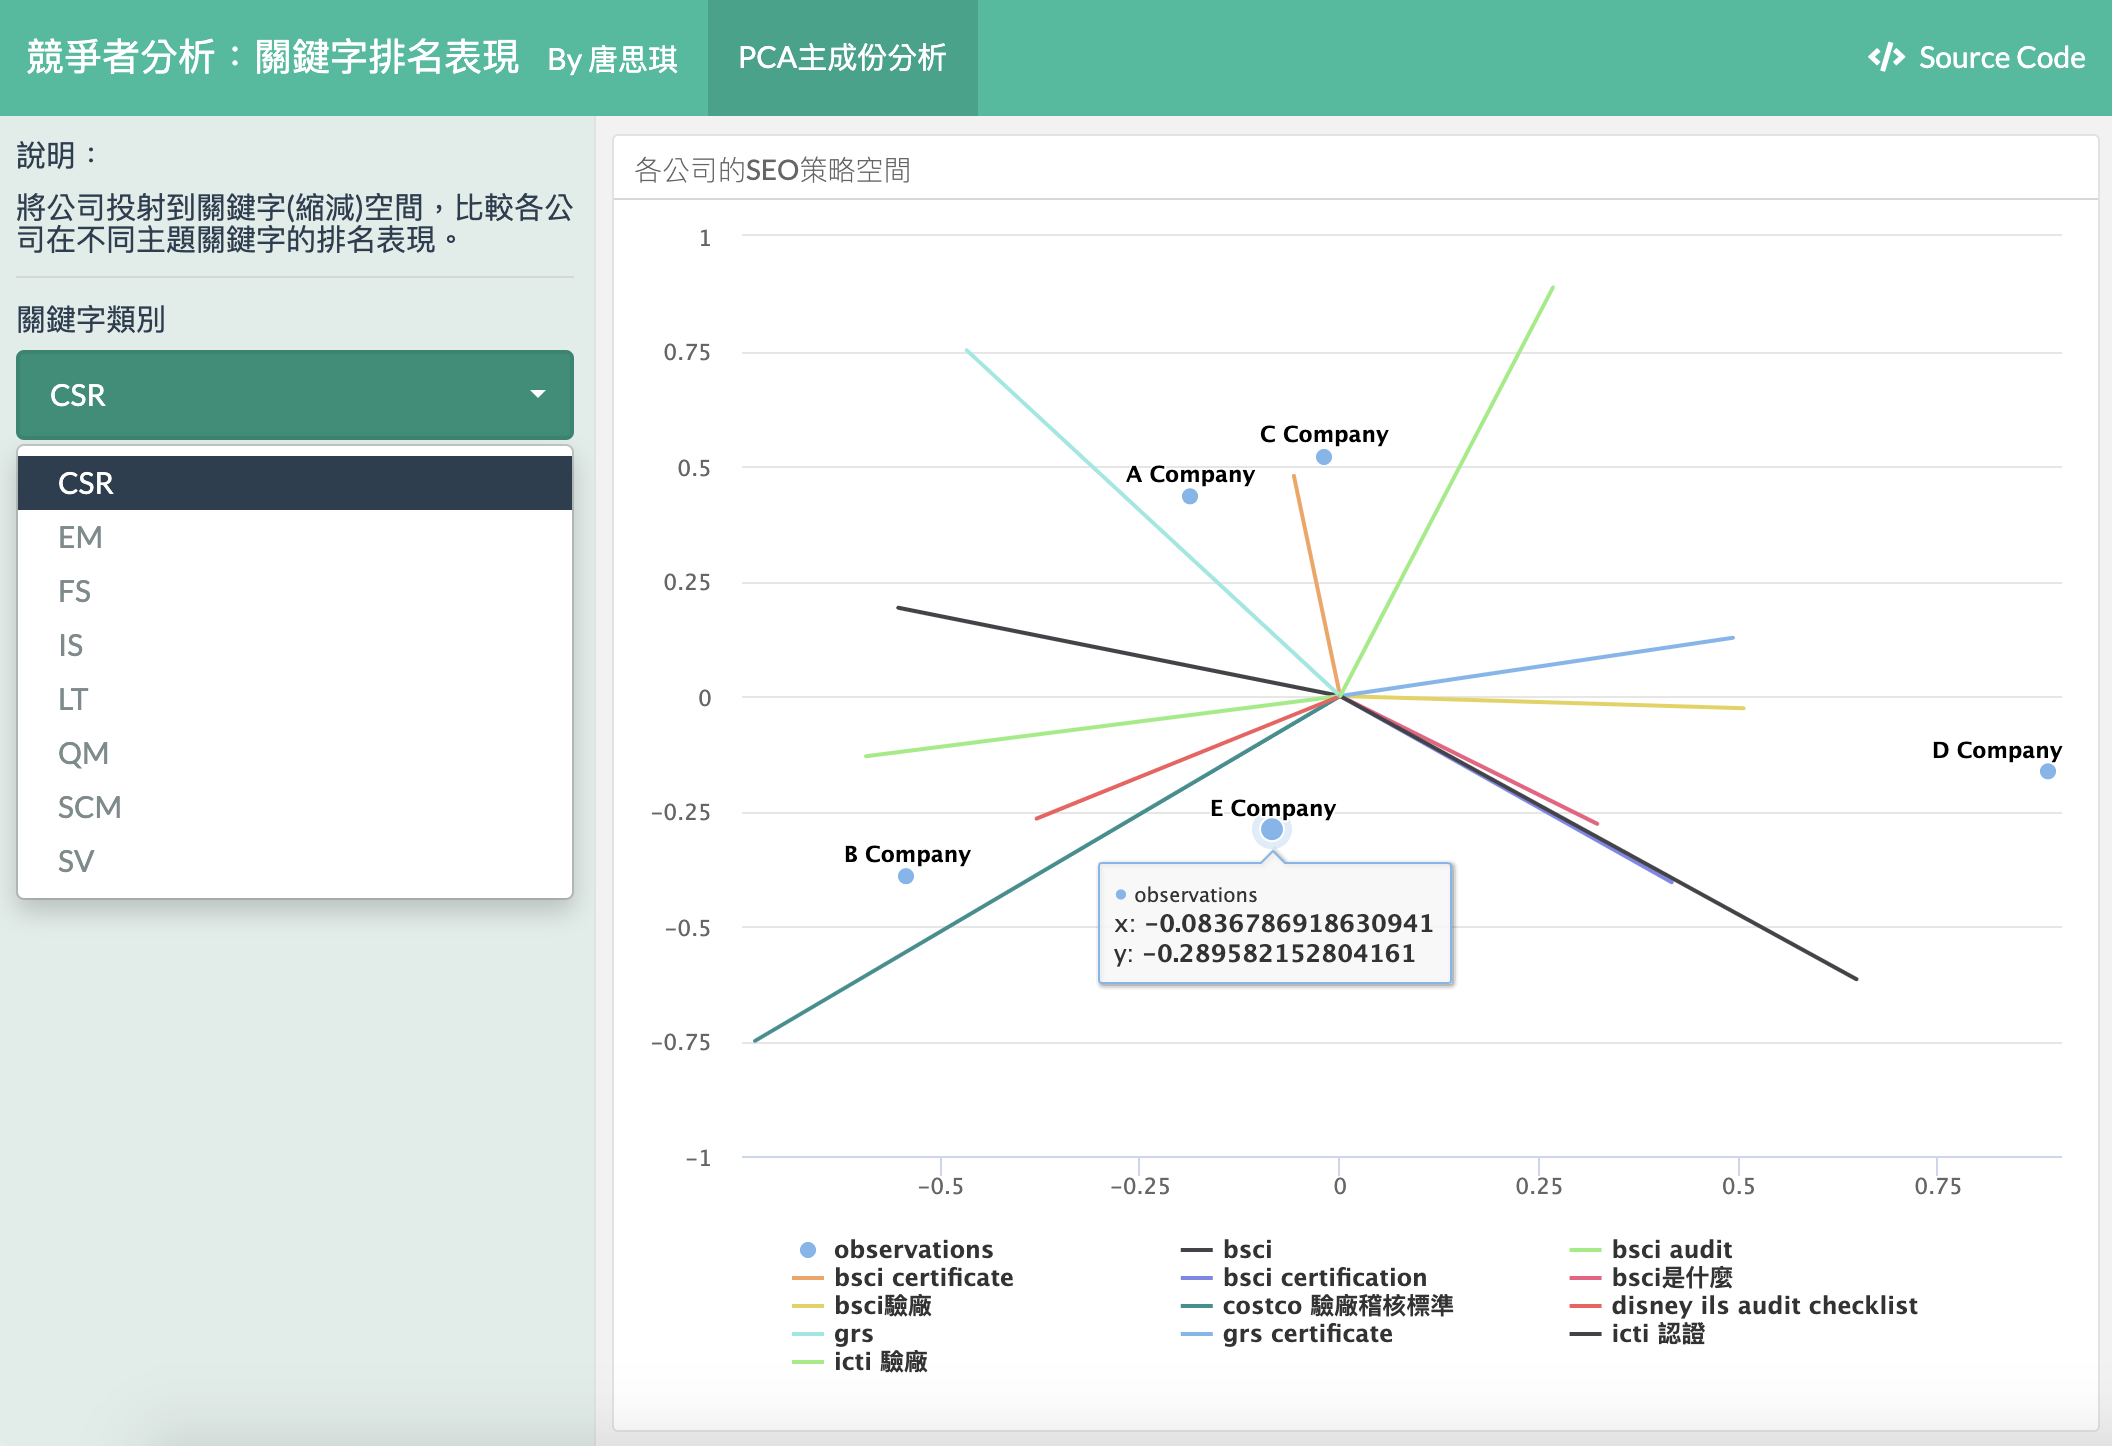 競爭者分析：關鍵字排名表現 By 唐思琪
PCA主成份分析
Source Code
說明：
將公司投射到關鍵字(縮減)空間，比較各公
司在不同主題關鍵字的排名表現。
關鍵字類別
CSR
CSR
EM
FS
IS
LT
QM
SCM
SV
各公司的SEO策略空間
1
0.75
0.5
0.25
0
−0.25
−0.5
−0.75
−1
C Company
A Company
D Company
E Company
B Company
observations
x: −0.0836786918630941
y: −0.289582152804161
−0.5
−0.25
0
0.25
0.5
0.75
observations
bsci
bsci audit
bsci certificate
bsci certification
bsci是什麼
bsci驗廠
costco 驗廠稽核標準
disney ils audit checklist
grs
grs certificate
icti 認證
icti 驗廠